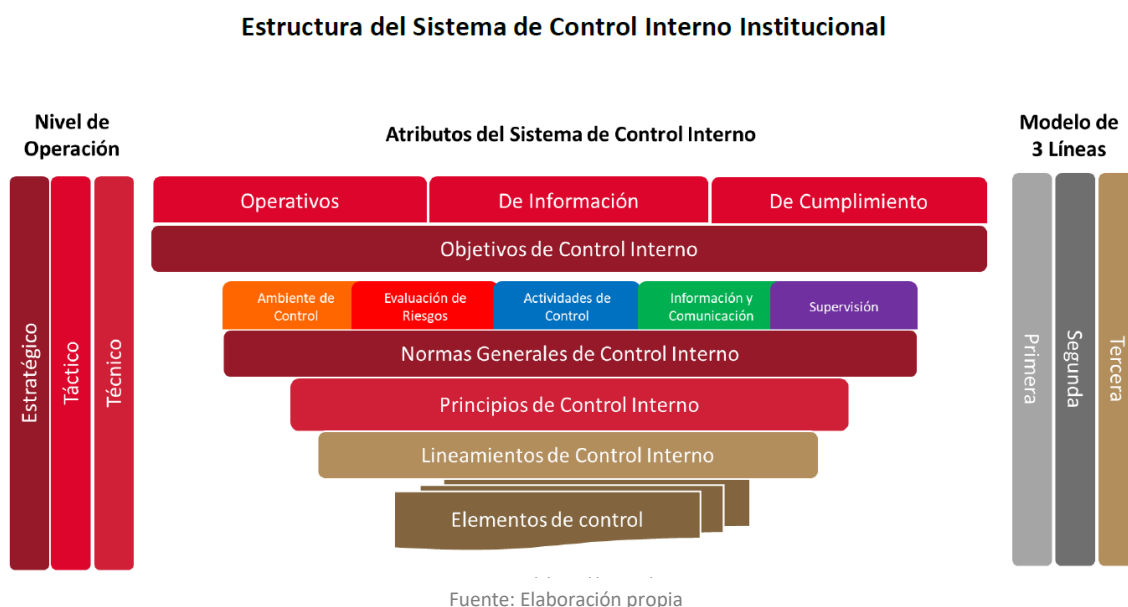 Estructura del Sistema de Control Interno Institucional
Nivel de
Operación
Atributos del Sistema de Control Interno
Modelo de
3 Líneas
Estratégico
Táctico
Técnico
Operativos
De Información
De Cumplimiento
Objetivos de Control Interno
Ambiente de
Control
Evaluación de
Riesgos
Actividades de
Control
Información y
Comunicación
Supervisión
Normas Generales de Control Interno
Principios de Control Interno
Lineamientos de Control Interno
Elementos de control
Primera
Segunda
Tercera
Fuente: Elaboración propia